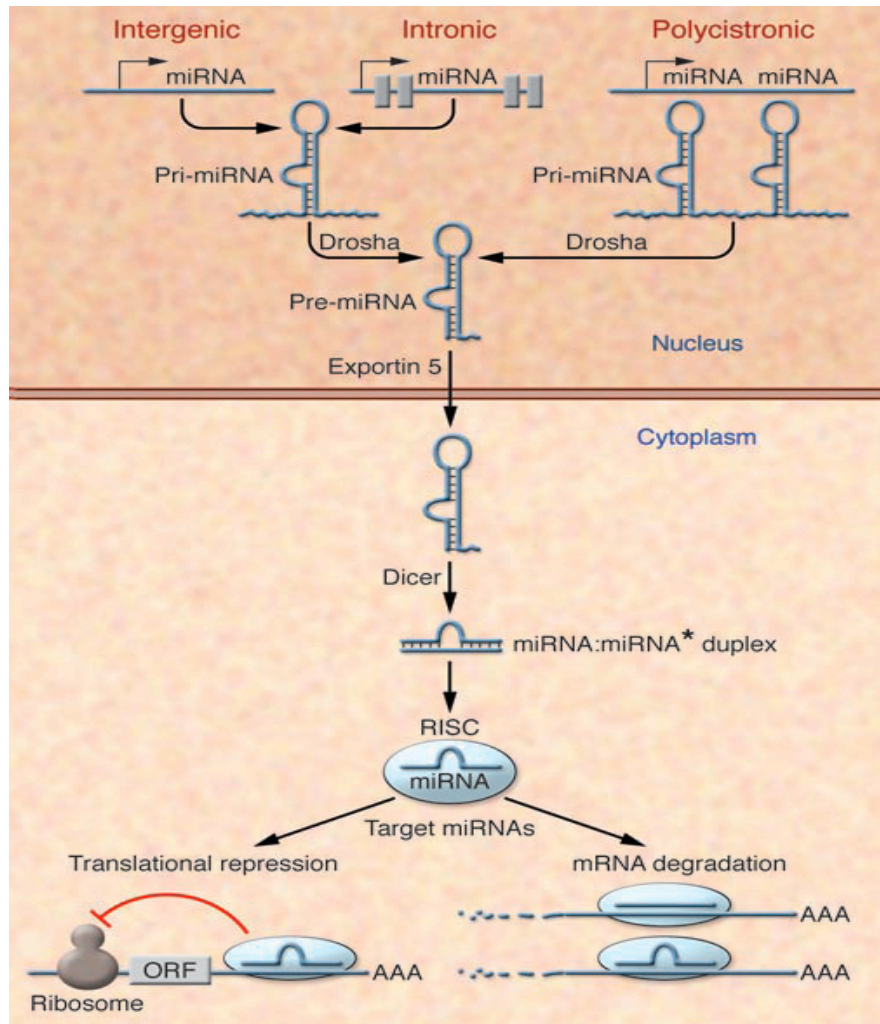 Intergenic
Intronic
Polycistronic
miRNA
miRNA
miRNA miRNA
Pri-miRNA
Pri-miRNA
Drosha
Drosha
Pre-miRNA
Nucleus
Exportin 5
Cytoplasm
Dicer
miRNA:miRNA* duplex
RISC
miRNA
Target miRNAs
Translational repression
mRNA degradation
AAA
ORF
AAA
AAA
Ribosome